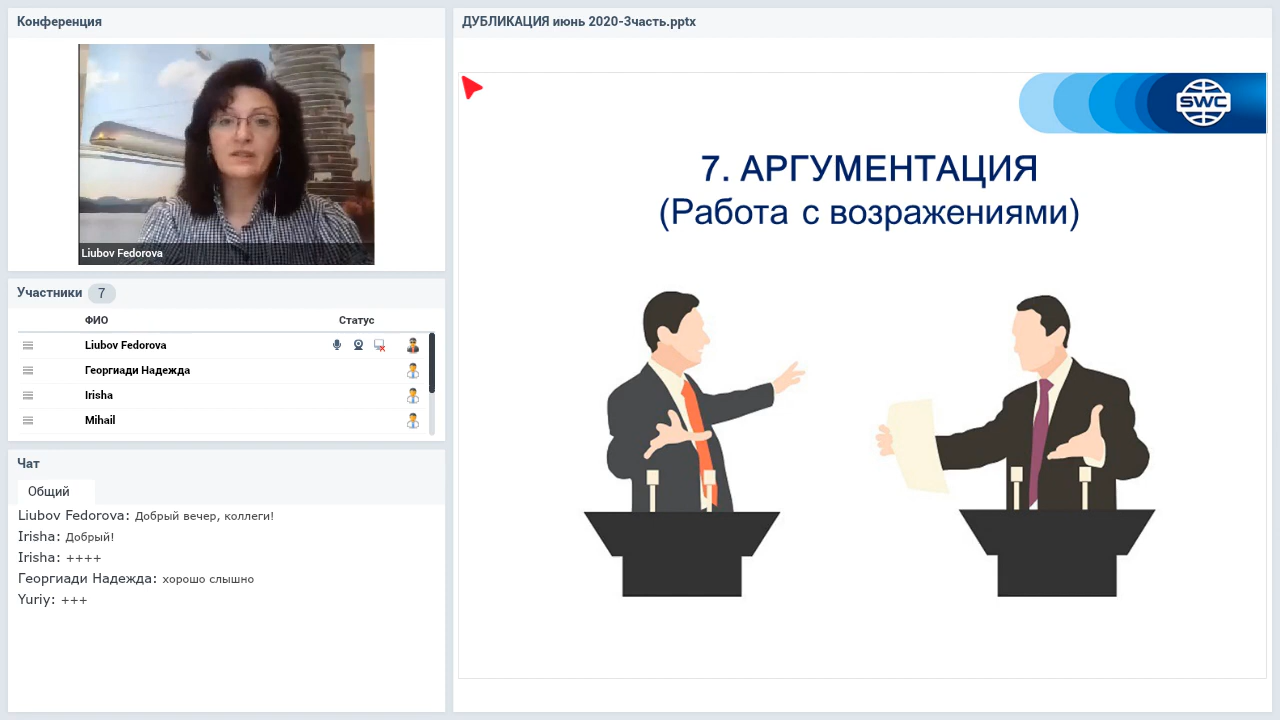 Конференция
Liubov Fedorova
Участники 7
ФИО Статус
Liubov Fedorova
Георгиади Надежда
Irisha
Mihail
Чат
Общий
Liubov Fedorova: Добрый вечер, коллеги!
Irisha: Добрый!
Irisha: ++++
Георгиади Надежда: хорошо слышно
Yuriy: +++
ДУБЛИКАЦИЯ июнь 2020-3часть.pptx
SWC
7. АРГУМЕНТАЦИЯ
(Работа с возражениями)